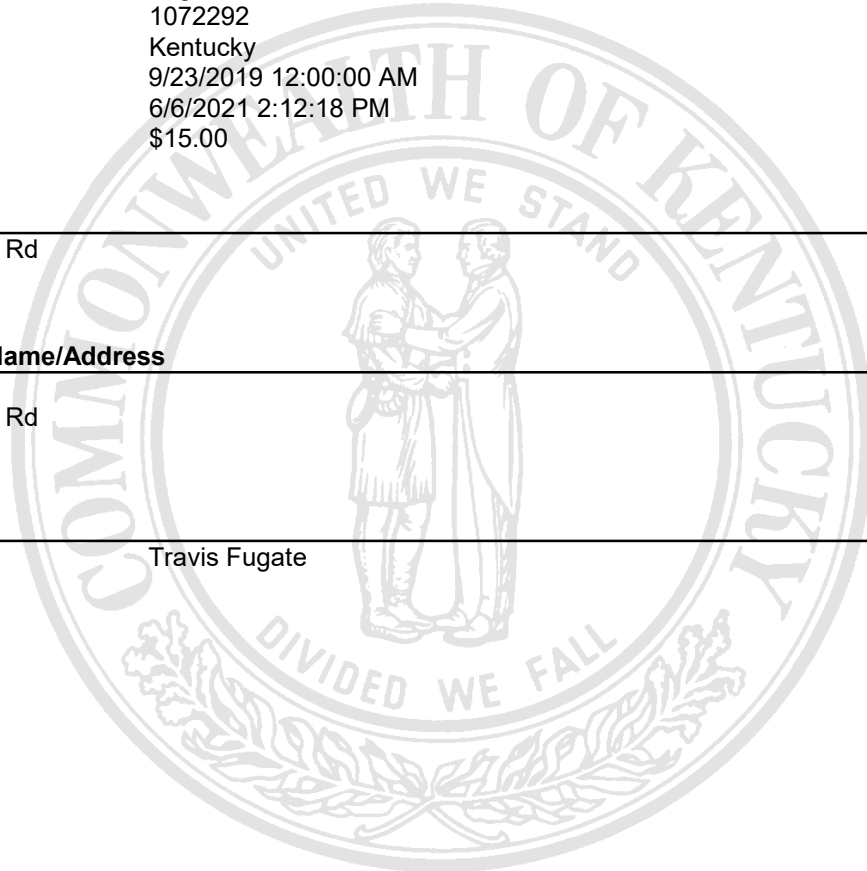 1072292
Kentucky
9/23/2019 12:00:00 AM
6/6/2021 2:12:18 PM
$15.00
Rd
Name/Address
Rd
Travis Fugate
COMMONWEALTH OF KENTUCKY
UNITED WE STAND
DIVIDED WE FALL